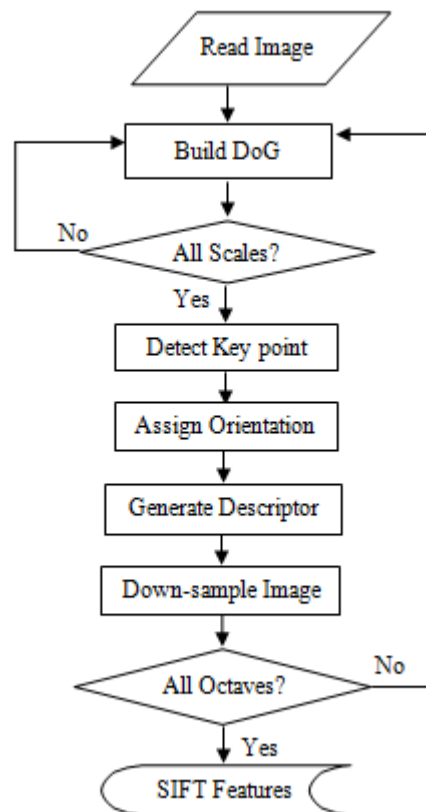 Read Image
Build DoG
No
All Scales?
Yes
Detect Key point
Assign Orientation
Generate Descriptor
Down-sample Image
No
All Octaves?
Yes
SIFT Features